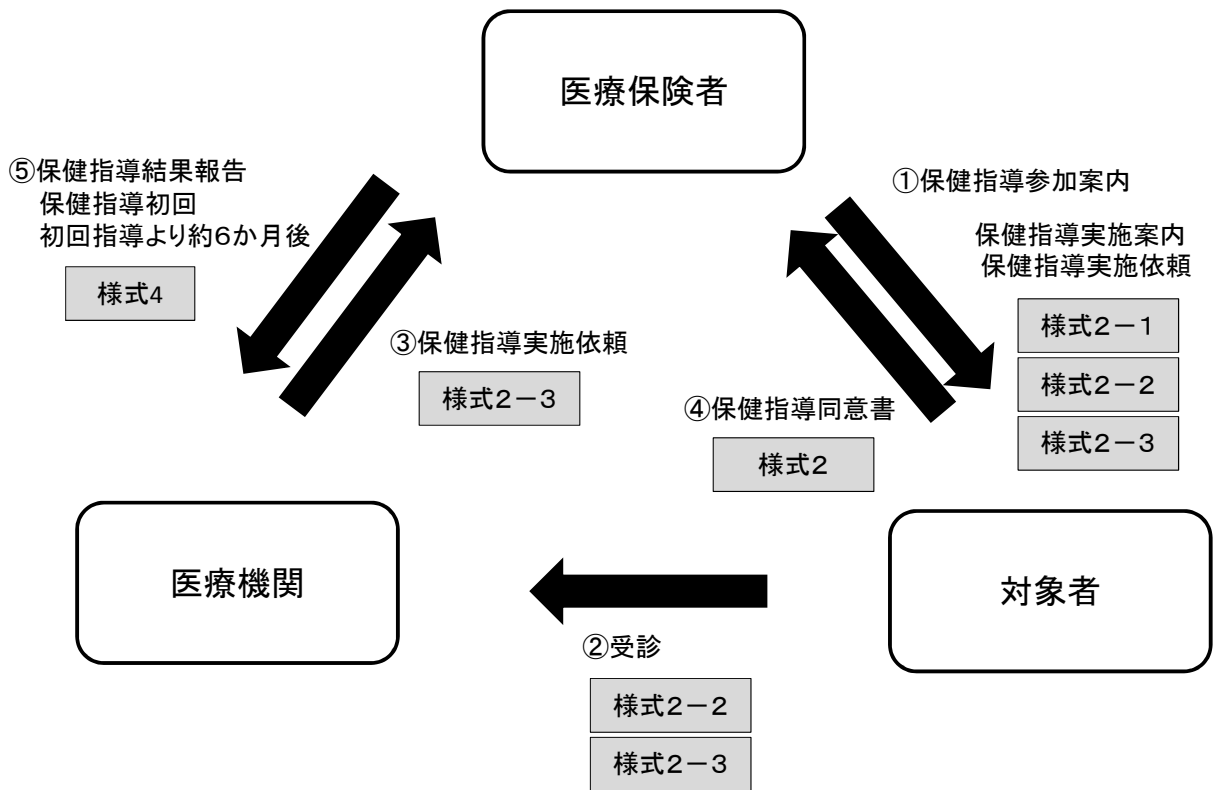 医療保険者
⑤保健指導結果報告
保健指導初回
初回指導より約6か月後
様式4
①保健指導参加案内
保健指導実施案内
保健指導実施依頼
様式2－1
様式2－2
様式2－3
③保健指導実施依頼
様式2－3
④保健指導同意書
様式2
医療機関
対象者
②受診
様式2－2
様式2－3